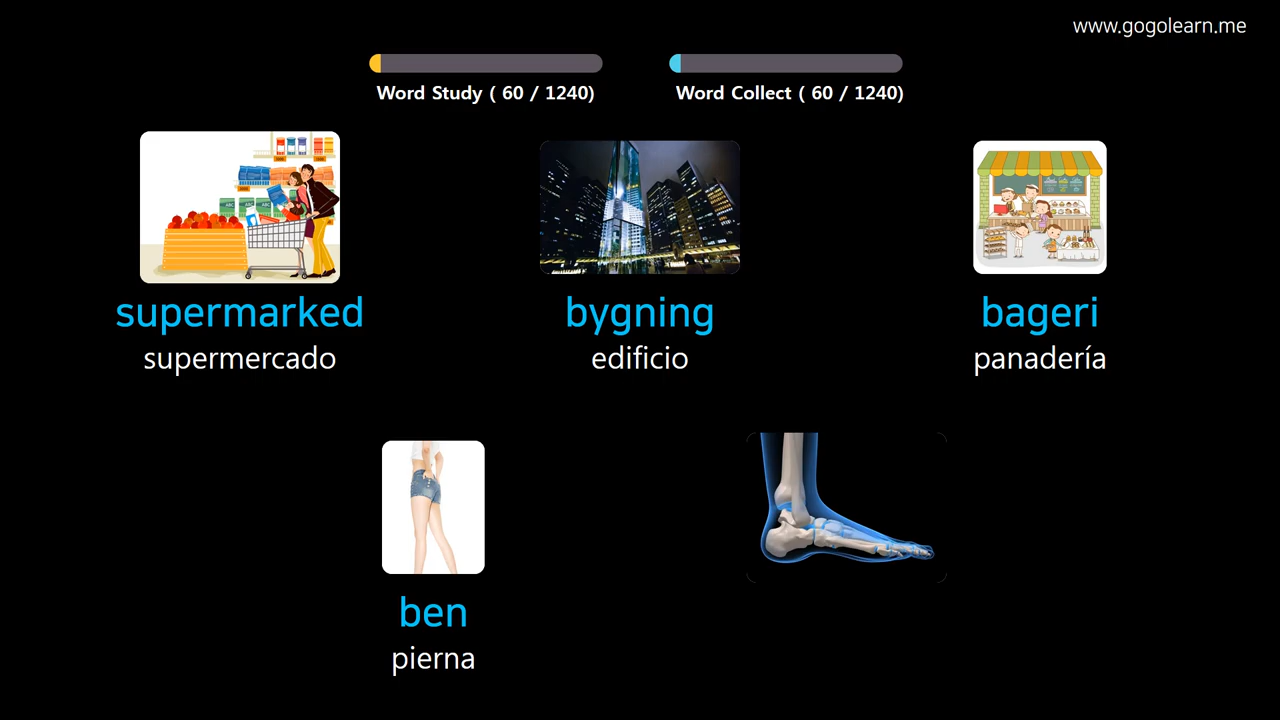 www.gogolearn.me
Word Study ( 60 / 1240)
Word Collect ( 60 / 1240)
supermarked
supermercado
bygning
edificio
bageri
panadería
ben
pierna